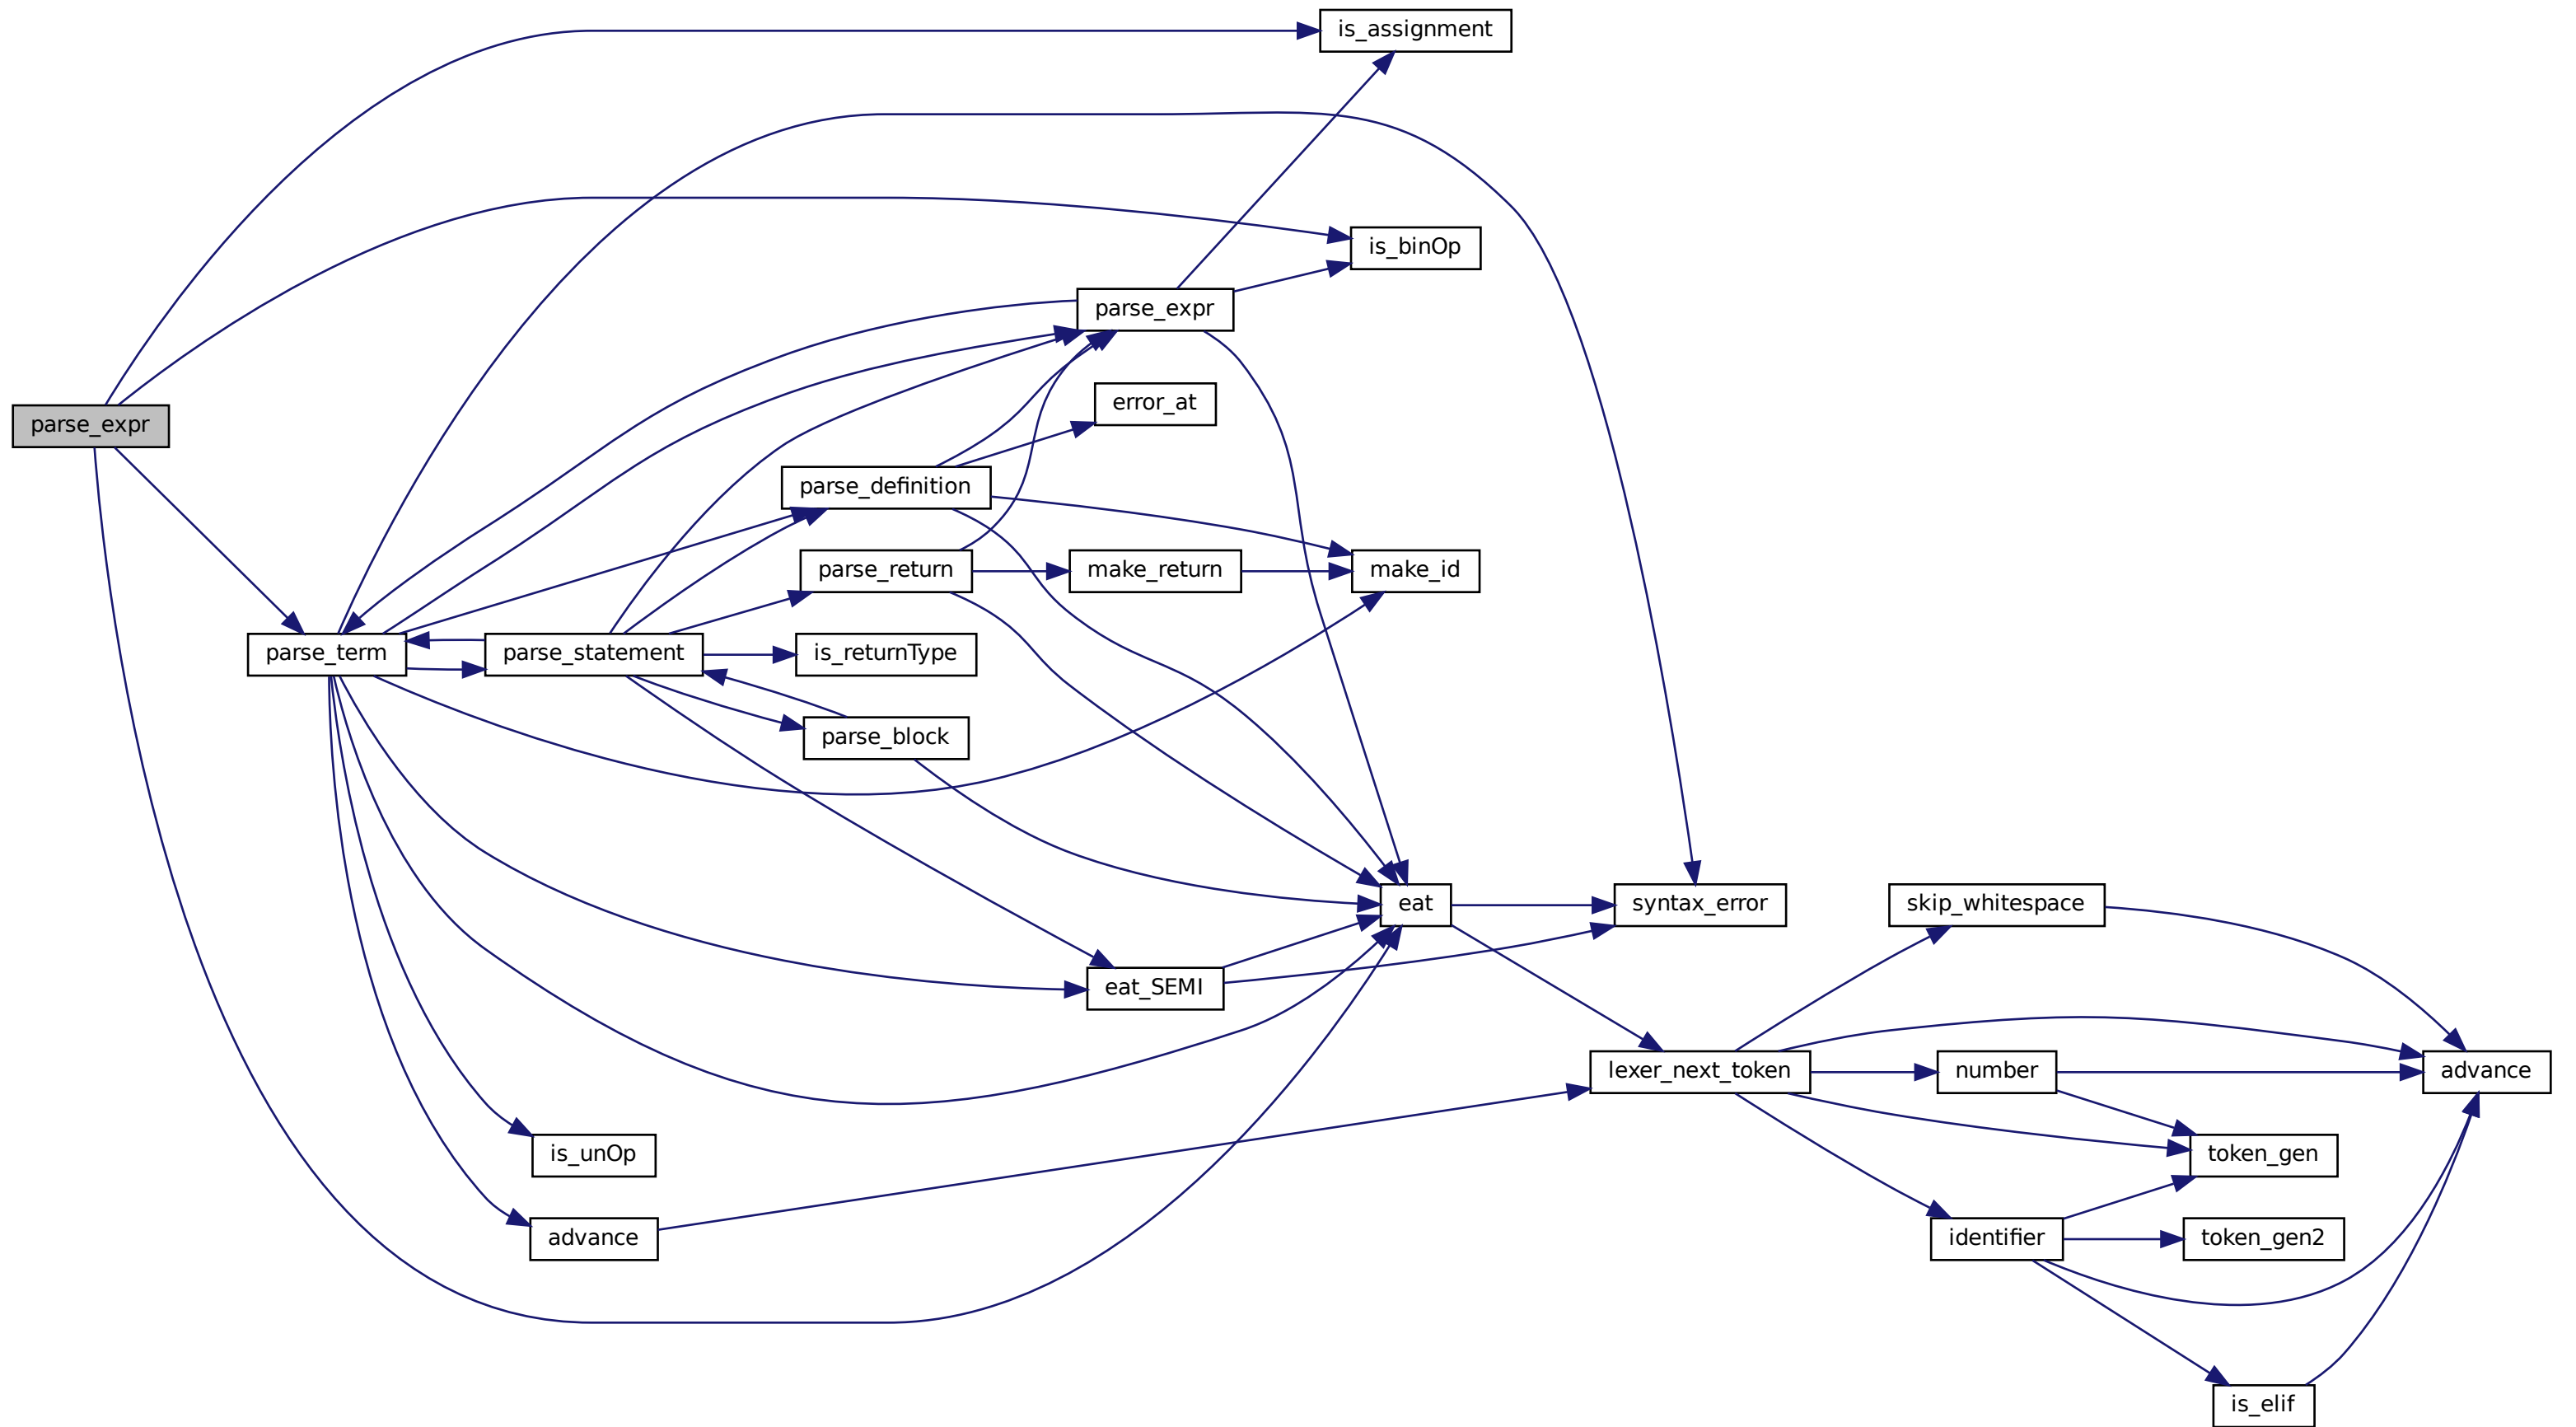 is_assignment
is_binOp
parse_expr
error_at
parse_expr
parse_definition
parse_return
make_return
make_id
parse_term
parse_statement
is_returnType
parse_block
eat
syntax_error
skip_whitespace
eat_SEMI
lexer_next_token
number
advance
is_unOp
token_gen
advance
identifier
token_gen2
is_elif